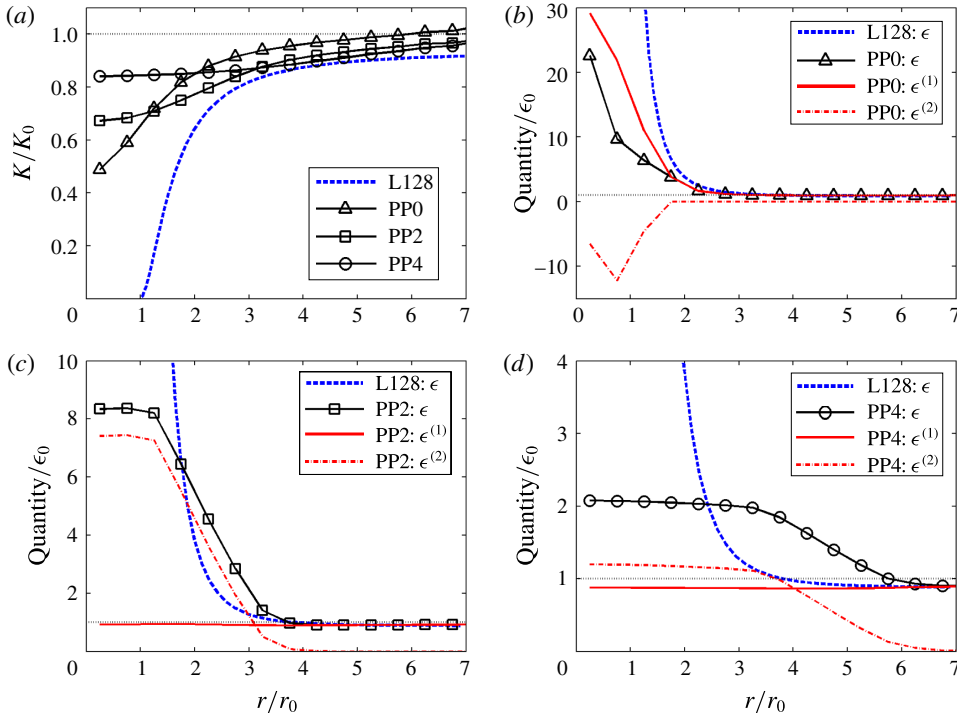 (a)
K/K₀
1.0
0.8
0.6
0.4
0.2
0 1 2 3 4 5 6 7
L128
PP0
PP2
PP4
(b)
Quantity/ϵ₀
30
20
10
0
−10
0 1 2 3 4 5 6 7
L128: ϵ
PP0: ϵ
PP0: ϵ⁽¹⁾
PP0: ϵ⁽²⁾
(c)
Quantity/ϵ₀
10
8
6
4
2
0 1 2 3 4 5 6 7
r/r₀
L128: ϵ
PP2: ϵ
PP2: ϵ⁽¹⁾
PP2: ϵ⁽²⁾
(d)
Quantity/ϵ₀
4
3
2
1
0 1 2 3 4 5 6 7
r/r₀
L128: ϵ
PP4: ϵ
PP4: ϵ⁽¹⁾
PP4: ϵ⁽²⁾